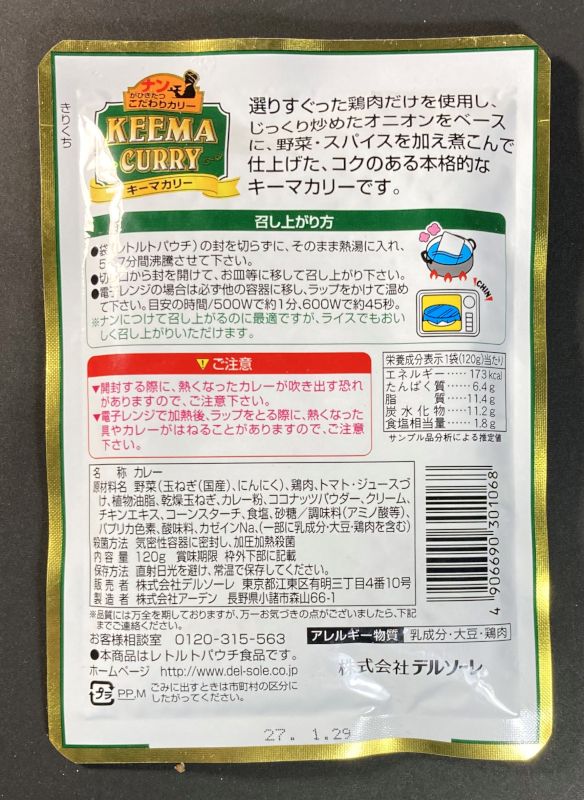 きりくち
ナンモ
がひきたつ
こだわりカリー
KEEMA
CURRY
キーマカリー
選りすぐった鶏肉だけを使用し、
じっくり炒めたオニオンをベース
に、野菜・スパイスを加え煮こんで
仕上げた、コクのある本格的な
キーマカリーです。
召し上がり方
●袋(レトルトパウチ)の封を切らずに、そのまま熱湯に入れ、
5~7分間沸騰させて下さい。
●切り口から封を開けて、お皿等に移して召し上がり下さい。
●電子レンジの場合は必ず他の容器に移し、ラップをかけて温め
て下さい。目安の時間/500Wで約1分、600Wで約45秒。
※ナンにつけて召し上がるのに最適ですが、ライスでもおい
しく召し上がりいただけます。
CHIN!
ご注意
▼開封する際に、熱くなったカレーが吹き出す恐れ
がありますので、ご注意下さい。
▼電子レンジで加熱後、ラップをとる際に、熱くなった
具やカレーがはねることがありますので、ご注意
下さい。
栄養成分表示1袋(120g)当たり
エネルギー……173kcal
たんぱく質……6.4g
脂質……11.4g
炭水化物……11.2g
食塩相当量……1.8g
サンプル品分析による推定値
名称 カレー
原材料名 野菜(玉ねぎ(国産)、にんにく)、鶏肉、トマト・ジュースづ
け、植物油脂、乾燥玉ねぎ、カレー粉、ココナッツパウダー、クリーム、
チキンエキス、コーンスターチ、食塩、砂糖/調味料(アミノ酸等)、
パプリカ色素、酸味料、カゼインNa、(一部に乳成分・大豆・鶏肉を含む)
殺菌方法 気密性容器に密封し、加圧加熱殺菌
内容量 120g 賞味期限 枠外下部に記載
保存方法 直射日光を避け、常温で保存してください。
販売者 株式会社デルソーレ 東京都江東区有明三丁目4番10号
製造者 株式会社アーデン 長野県小諸市森山66-1
4 906690 301068
※品質には万全を期しておりますが、万一お気づきの点がございましたら、下記
までご連絡ください。
お客様相談室 0120-315-563
アレルギー物質 乳成分・大豆・鶏肉
●本商品はレトルトパウチ食品です。
ホームページ http://www.del-sole.co.jp
株式会社デルソーレ
プラ PP,M ごみに出すときは市町村の区分に
したがってください。
27. 1.29